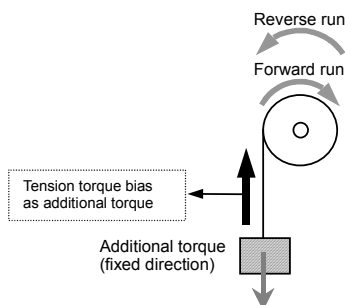 Reverse run
Forward run
Tension torque bias
as additional torque
Additional torque
(fixed direction)